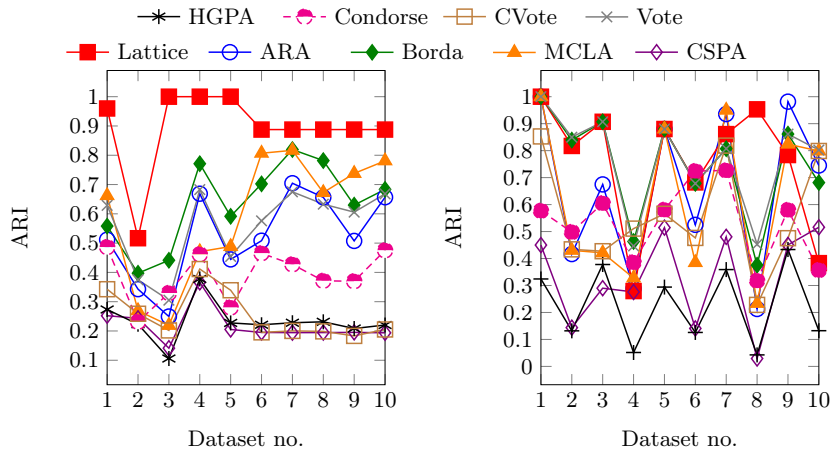 HGPA Condorse CVote Vote
Lattice ARA Borda MCLA CSPA
1
0.9
0.8
0.7
0.6
0.5
0.4
0.3
0.2
0.1
ARI
1 2 3 4 5 6 7 8 9 10
Dataset no.
1
0.9
0.8
0.7
0.6
0.5
0.4
0.3
0.2
0.1
0
ARI
1 2 3 4 5 6 7 8 9 10
Dataset no.